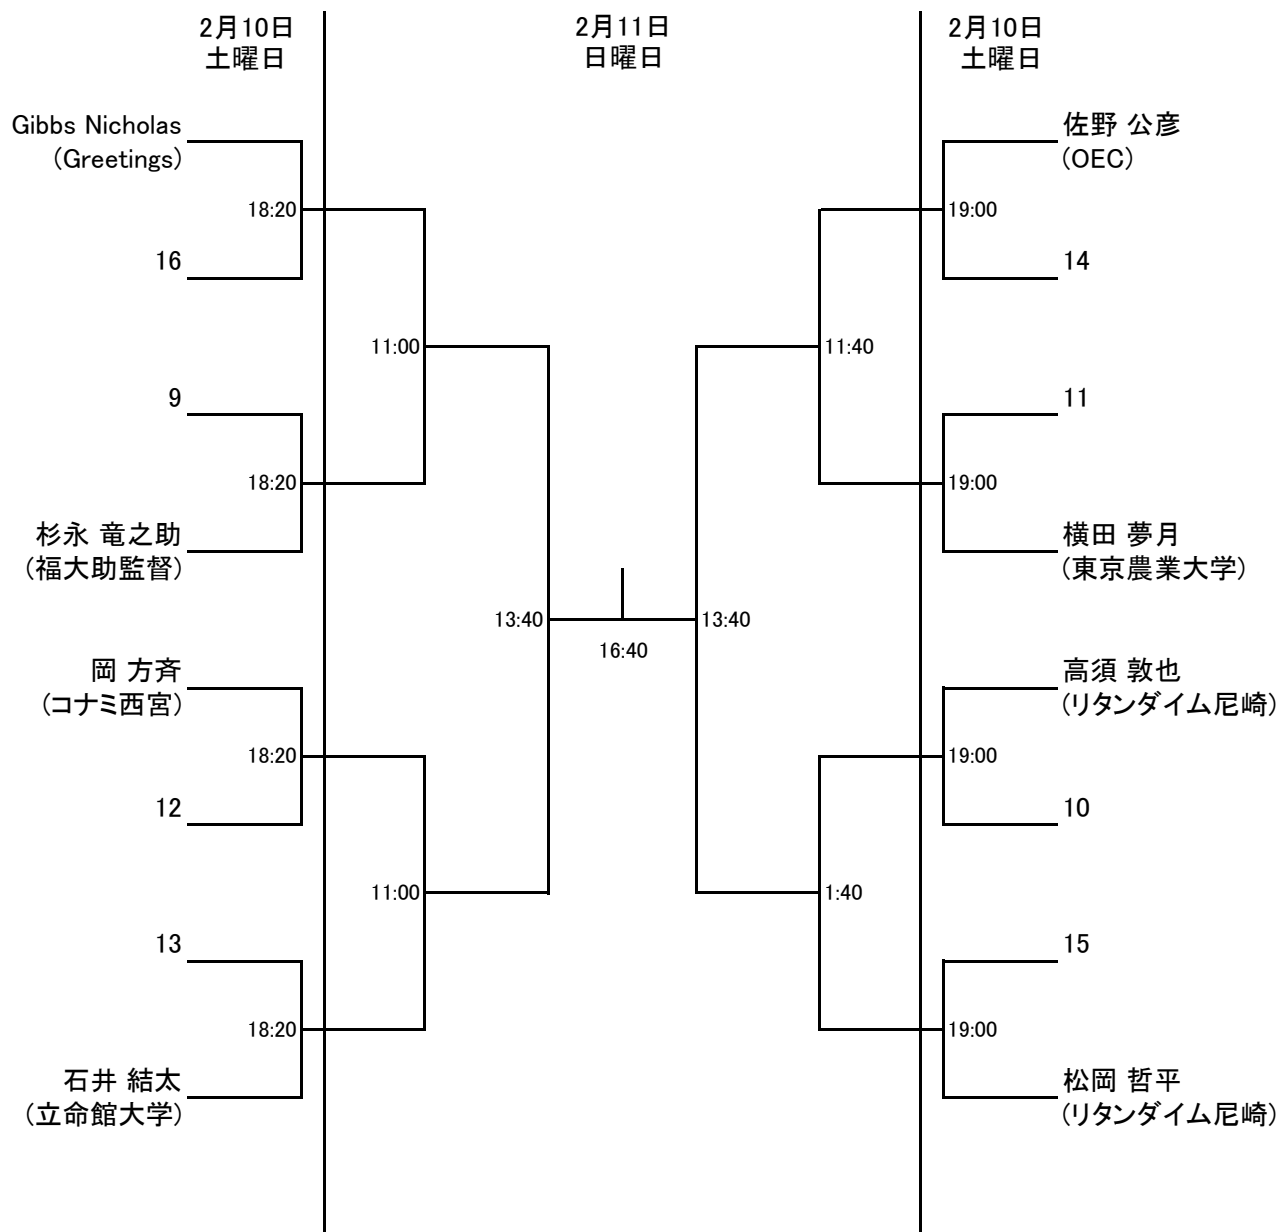 2月10日
土曜日
2月11日
日曜日
2月10日
土曜日
Gibbs Nicholas
(Greetings)
18:20
16
11:00
9
18:20
杉永 竜之助
(福大助監督)
13:40
岡 方斉
(コナミ西宮)
18:20
12
11:00
13
18:20
石井 結太
(立命館大学)
16:40
佐野 公彦
(OEC)
19:00
14
11:40
11
19:00
横田 夢月
(東京農業大学)
13:40
高須 敦也
(リタンダイム尼崎)
19:00
10
1:40
15
19:00
松岡 哲平
(リタンダイム尼崎)